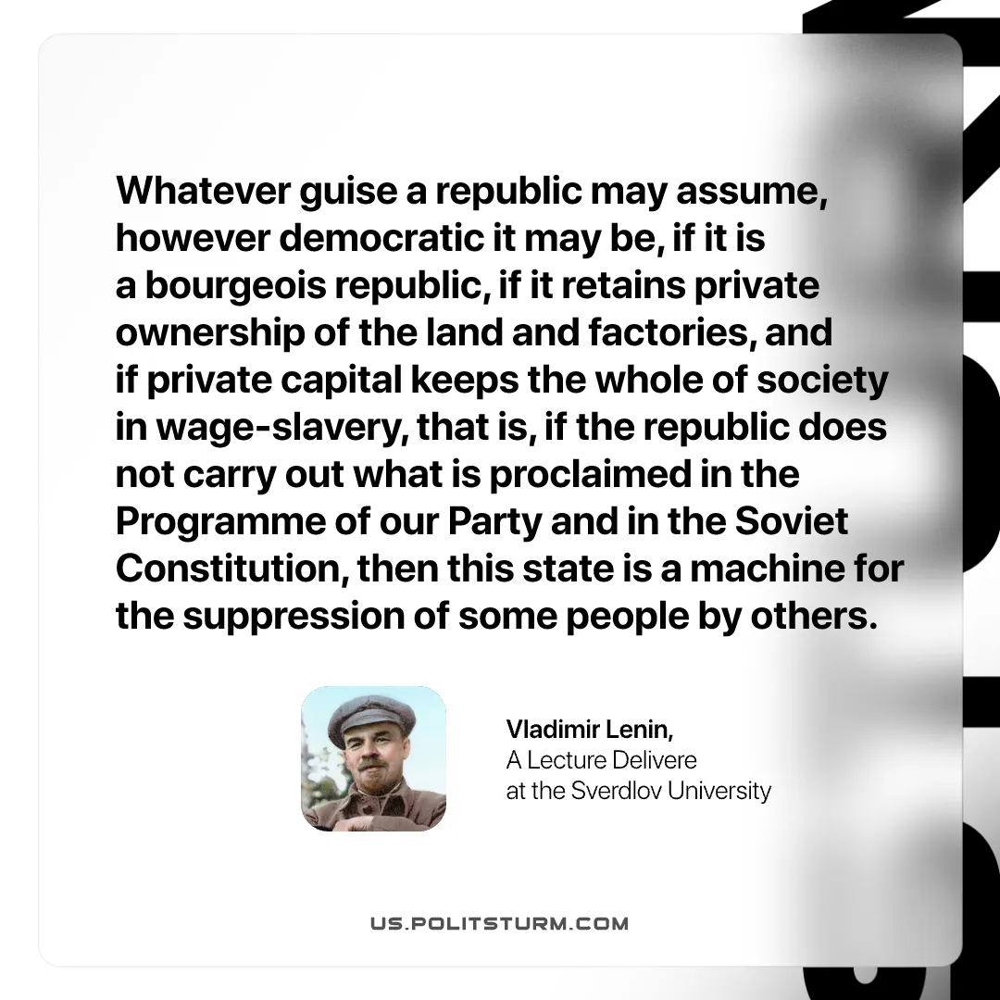 Whatever guise a republic may assume,
however democratic it may be, if it is
a bourgeois republic, if it retains private
ownership of the land and factories, and
if private capital keeps the whole of society
in wage-slavery, that is, if the republic does
not carry out what is proclaimed in the
Programme of our Party and in the Soviet
Constitution, then this state is a machine for
the suppression of some people by others.
Vladimir Lenin,
A Lecture Delivere
at the Sverdlov University
US.POLITSTURM.COM